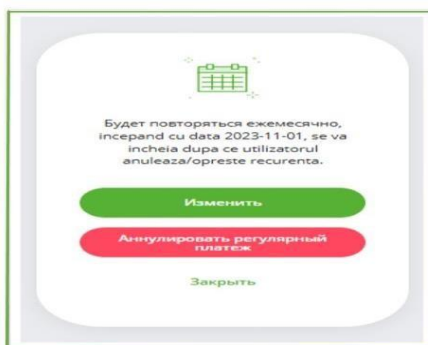 Будет повторяться ежемесячно,
incepand cu data 2023-11-01, se va
incheia dupa ce utilizatorul
anuleaza/opreste recurenta.
Изменить
Аннулировать регулярный
платеж
Закрыть